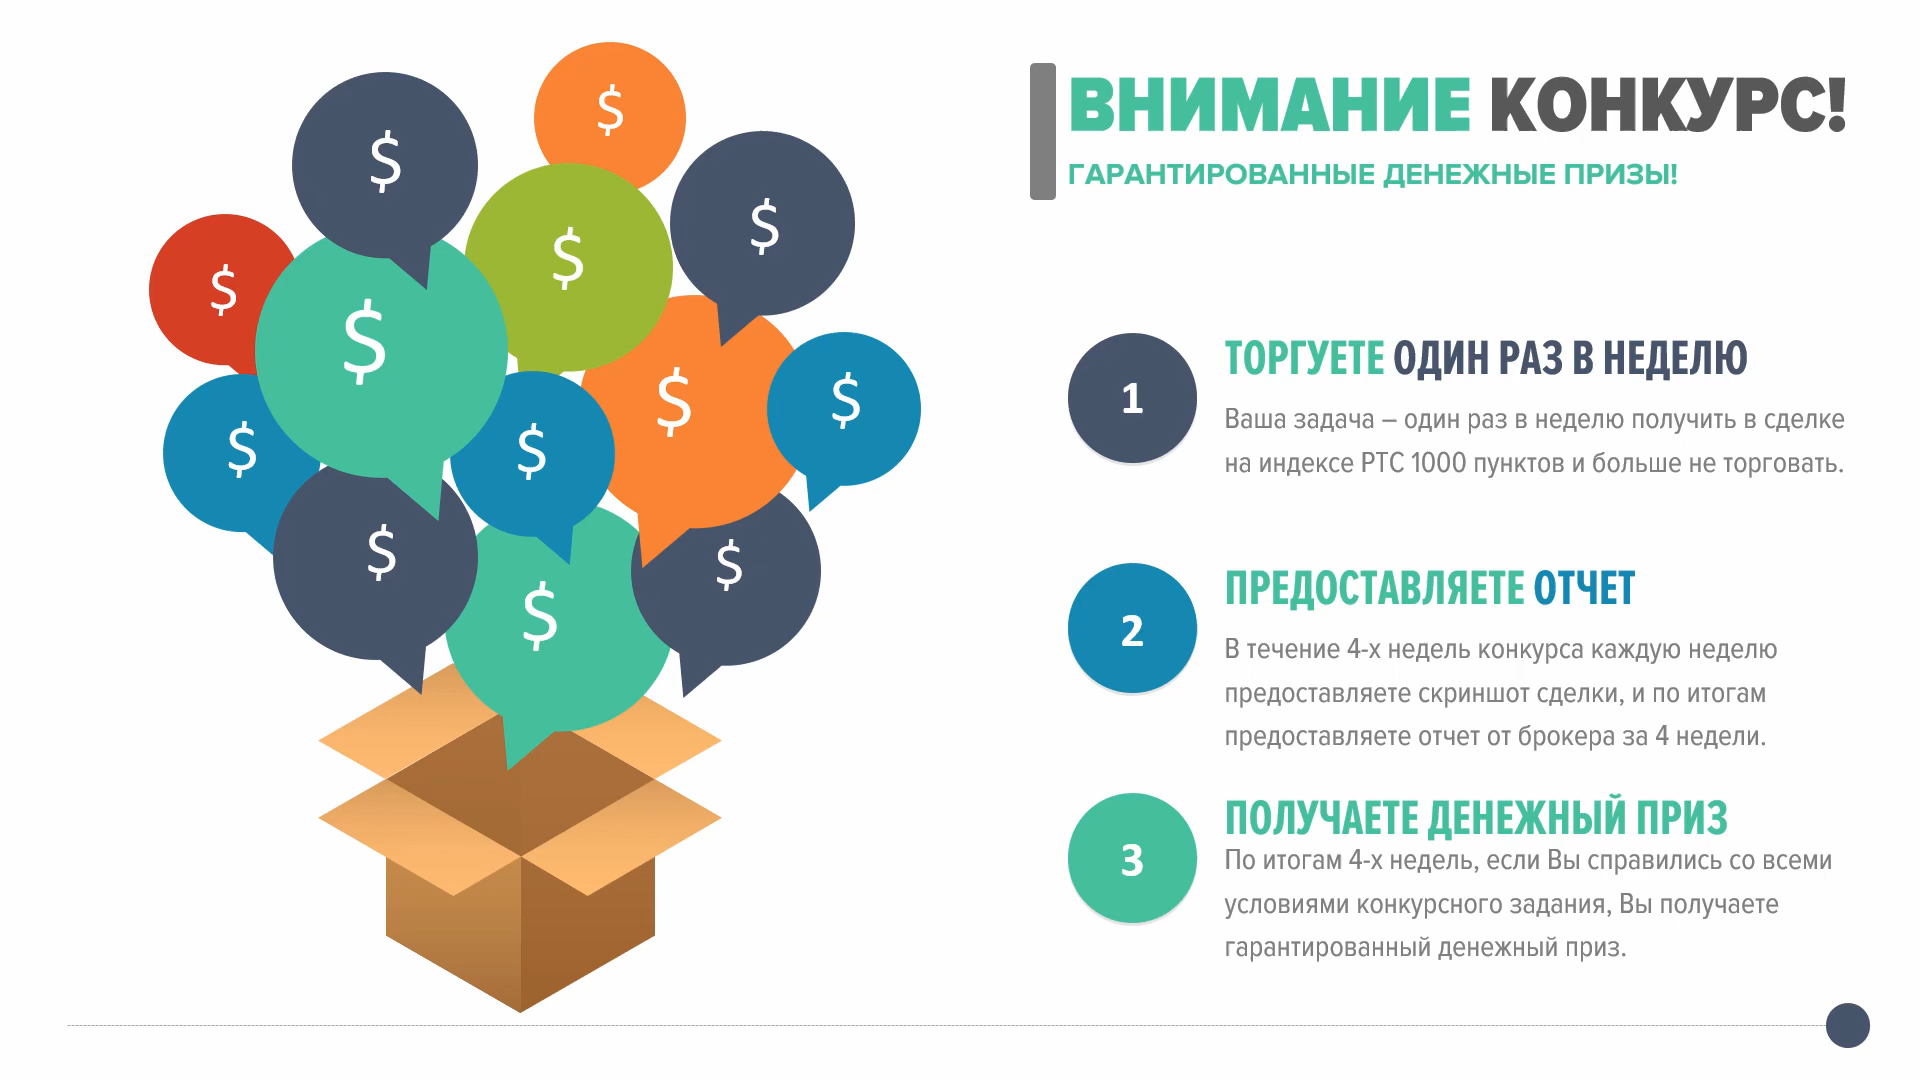 $
$
$
$
$
$
$
$
$
$
$
$
$
ВНИМАНИЕ КОНКУРС!
ГАРАНТИРОВАННЫЕ ДЕНЕЖНЫЕ ПРИЗЫ!
1
ТОРГУЕТЕ ОДИН РАЗ В НЕДЕЛЮ
Ваша задача – один раз в неделю получить в сделке
на индексе РТС 1000 пунктов и больше не торговать.
2
ПРЕДОСТАВЛЯЕТЕ ОТЧЕТ
В течение 4-х недель конкурса каждую неделю
предоставляете скриншот сделки, и по итогам
предоставляете отчет от брокера за 4 недели.
3
ПОЛУЧАЕТЕ ДЕНЕЖНЫЙ ПРИЗ
По итогам 4-х недель, если Вы справились со всеми
условиями конкурсного задания, Вы получаете
гарантированный денежный приз.